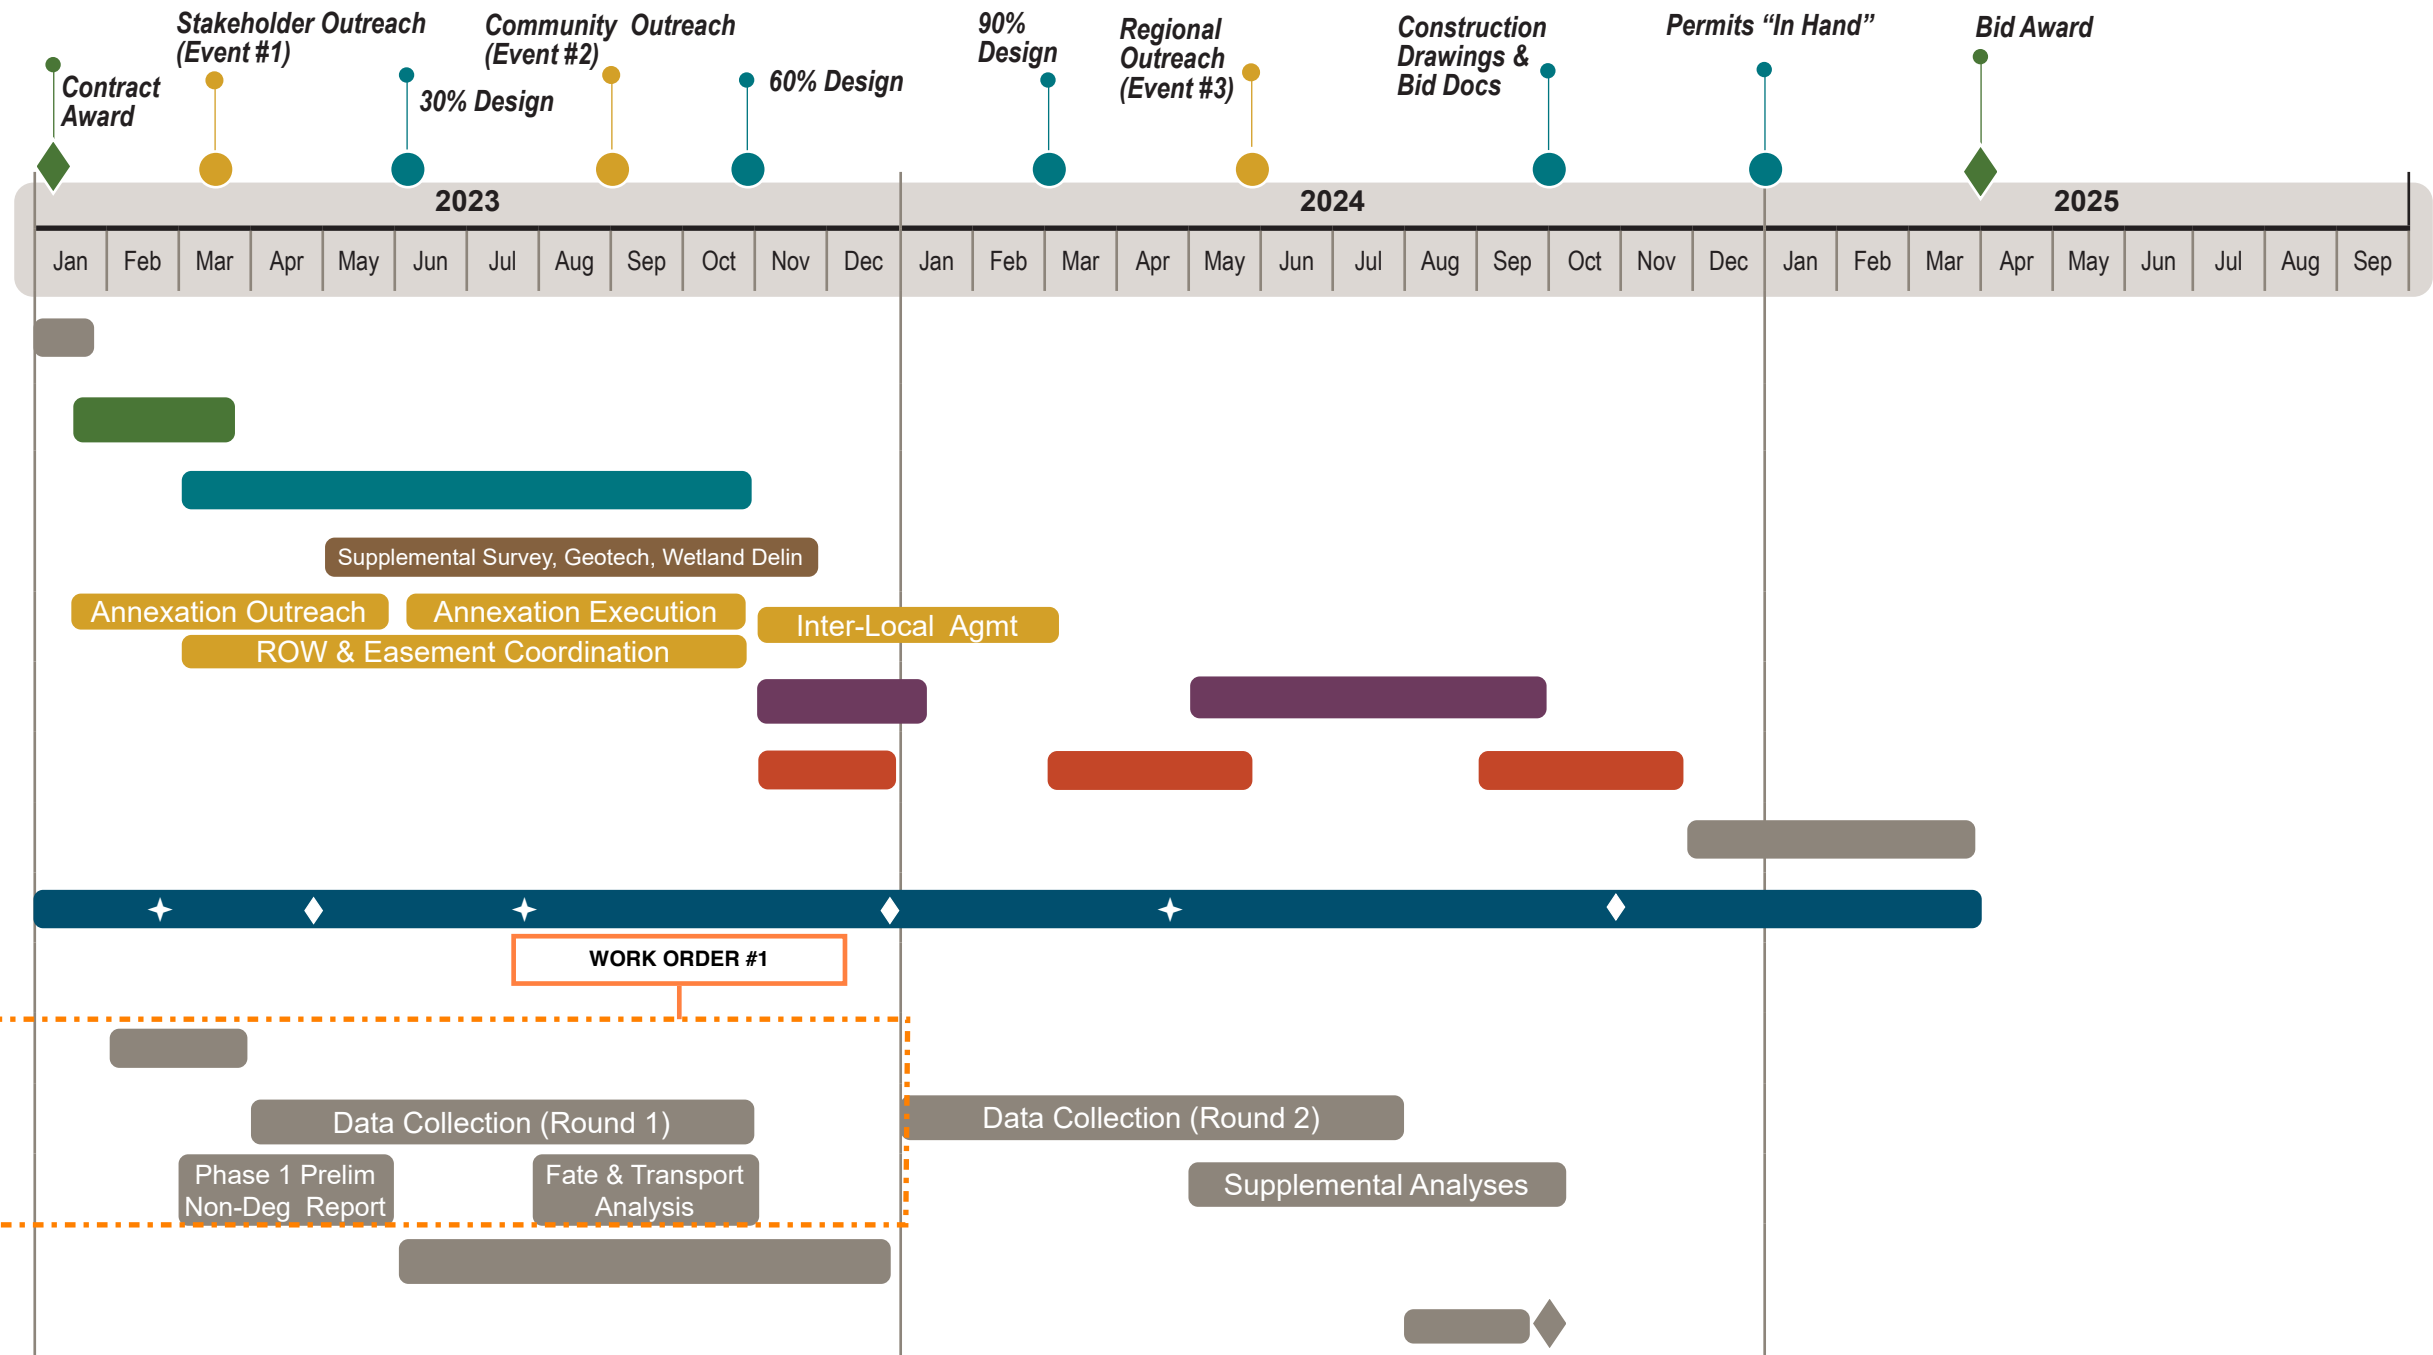 Stakeholder Outreach
(Event #1)
Community  Outreach
(Event #2)
90%
Design
Regional
Outreach
(Event #3)
Construction
Drawings &
Bid Docs
Permits “In Hand”
Bid Award
Contract
Award
30% Design
60% Design
2023
2024
2025
Jan Feb Mar Apr May Jun Jul Aug Sep Oct Nov Dec Jan Feb Mar Apr May Jun Jul Aug Sep Oct Nov Dec Jan Feb Mar Apr May Jun Jul Aug Sep
Supplemental Survey, Geotech, Wetland Delin
Annexation Outreach
Annexation Execution
Inter-Local  Agmt
ROW & Easement Coordination
WORK ORDER #1
Data Collection (Round 1)
Data Collection (Round 2)
Phase 1 Prelim
Non-Deg  Report
Fate & Transport
Analysis
Supplemental Analyses